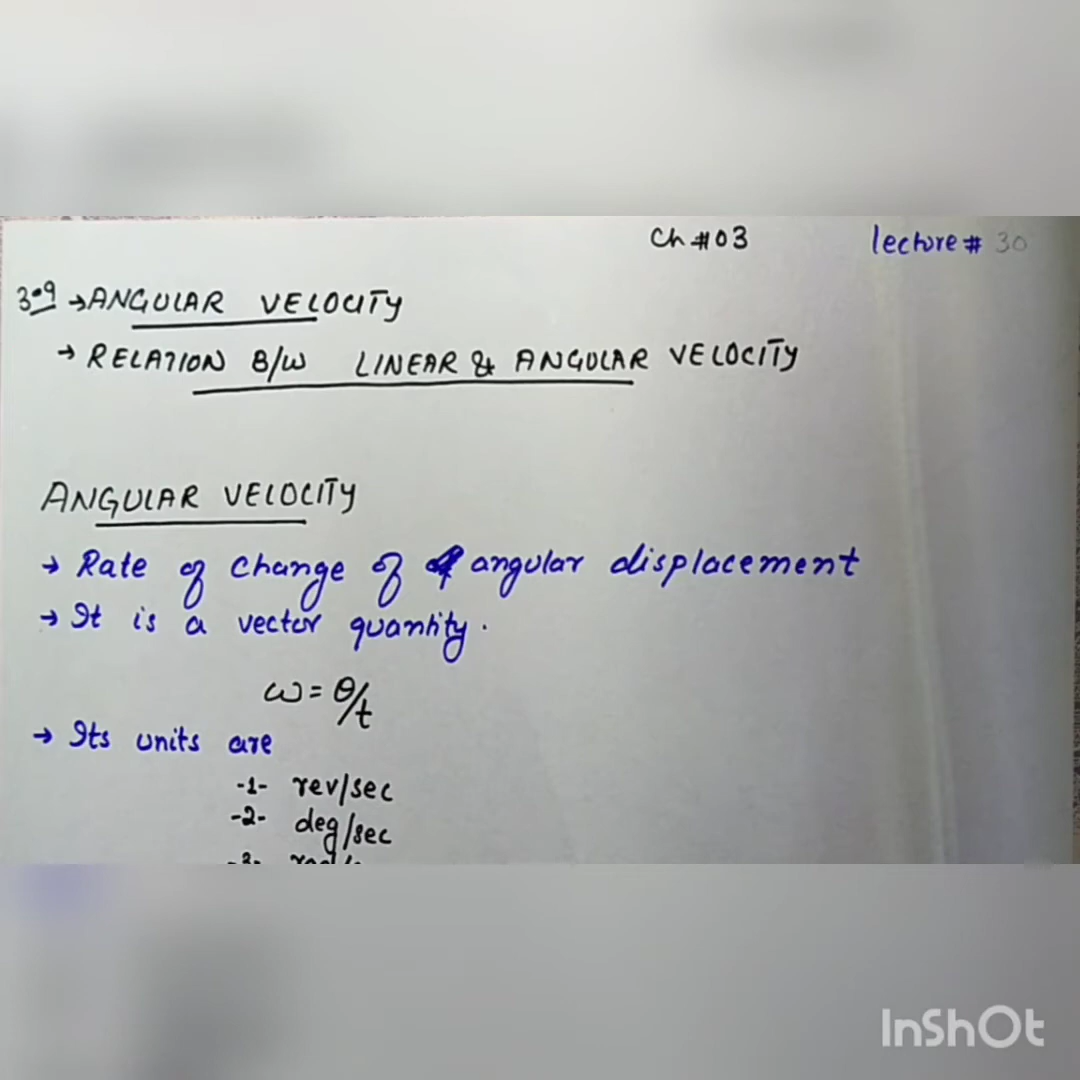 Ch #03 lecture # 30
3.9 → ANGULAR VELOCITY
→ RELATION B/W LINEAR & ANGULAR VELOCITY
ANGULAR VELOCITY
→ Rate of change of angular displacement
→ It is a vector quantity.
ω = θ/t
→ Its units are
-1- rev/sec
-2- deg/sec
-3-
InShOt